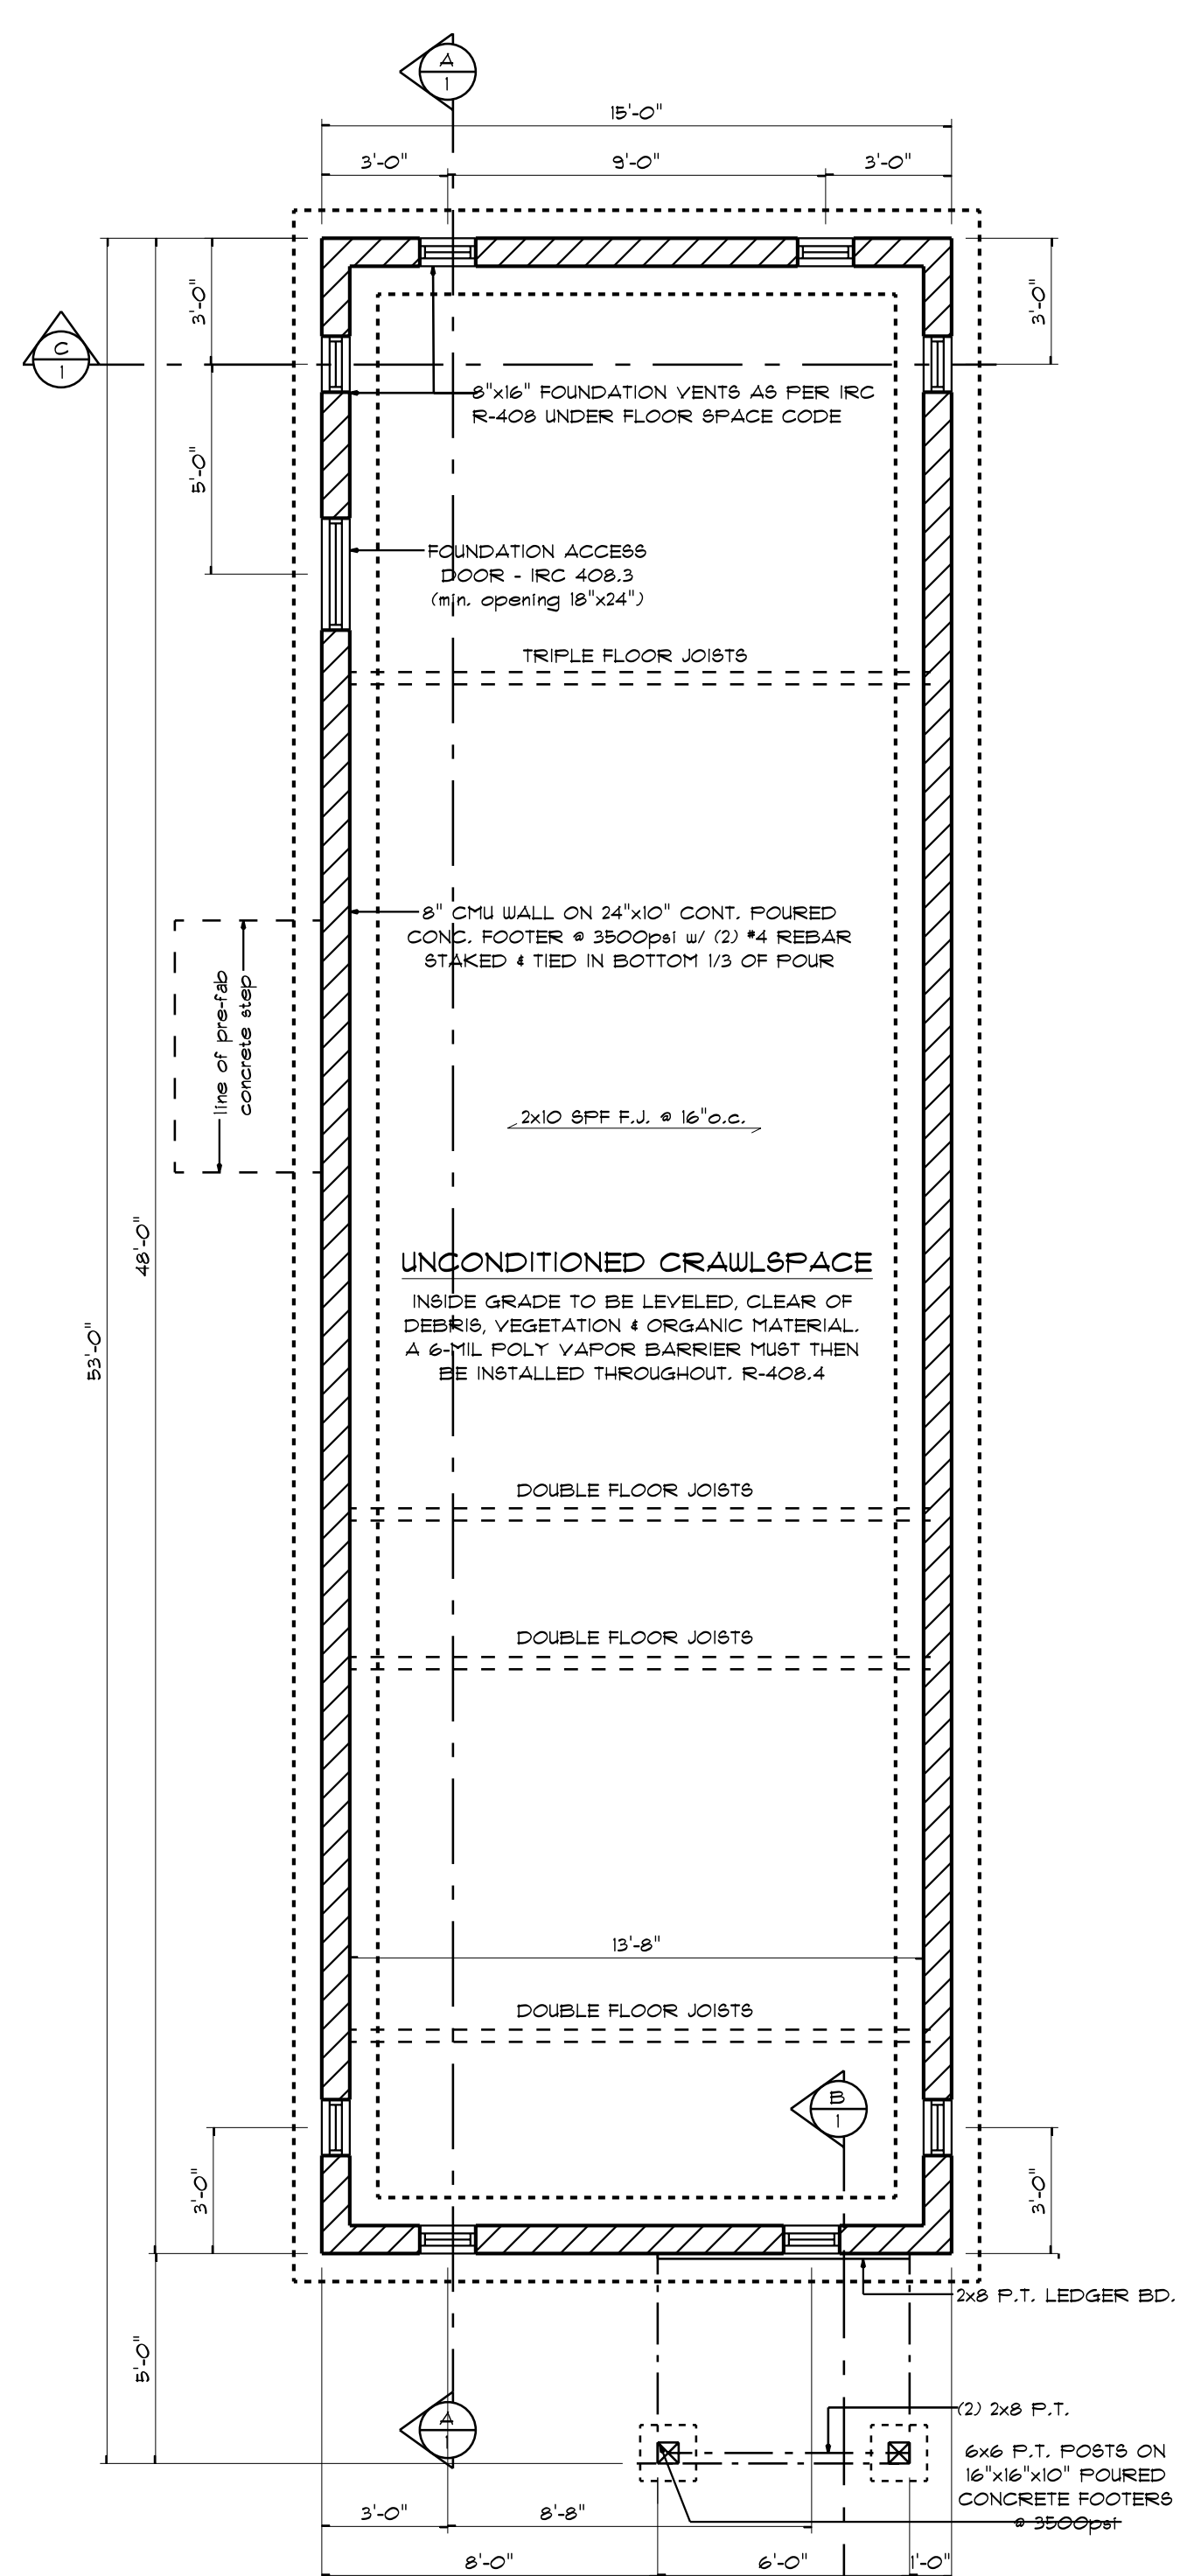 A
1
15'-0"
3'-0"
9'-0"
3'-0"
3'-0"
3'-0"
C
1
8"x16" FOUNDATION VENTS AS PER IRC
R-408 UNDER FLOOR SPACE CODE
5'-0"
FOUNDATION ACCESS
DOOR - IRC 408.3
(min. opening 18"x24")
TRIPLE FLOOR JOISTS
8" CMU WALL ON 24"x10" CONT. POURED
CONC. FOOTER @ 3500psi w/ (2) #4 REBAR
STAKED & TIED IN BOTTOM 1/3 OF POUR
line of pre-fab
concrete step
2x10 SPF F.J. @ 16"o.c.
48'-0"
53'-0"
UNCONDITIONED CRAWLSPACE
INSIDE GRADE TO BE LEVELED, CLEAR OF
DEBRIS, VEGETATION & ORGANIC MATERIAL.
A 6-MIL POLY VAPOR BARRIER MUST THEN
BE INSTALLED THROUGHOUT. R-408.4
DOUBLE FLOOR JOISTS
DOUBLE FLOOR JOISTS
13'-8"
DOUBLE FLOOR JOISTS
B
1
3'-0"
3'-0"
2x8 P.T. LEDGER BD.
5'-0"
A
1
(2) 2x8 P.T.
6x6 P.T. POSTS ON
16"x16"x10" POURED
CONCRETE FOOTERS
@ 3500psi
3'-0"
8'-8"
8'-0"
6'-0"
1'-0"